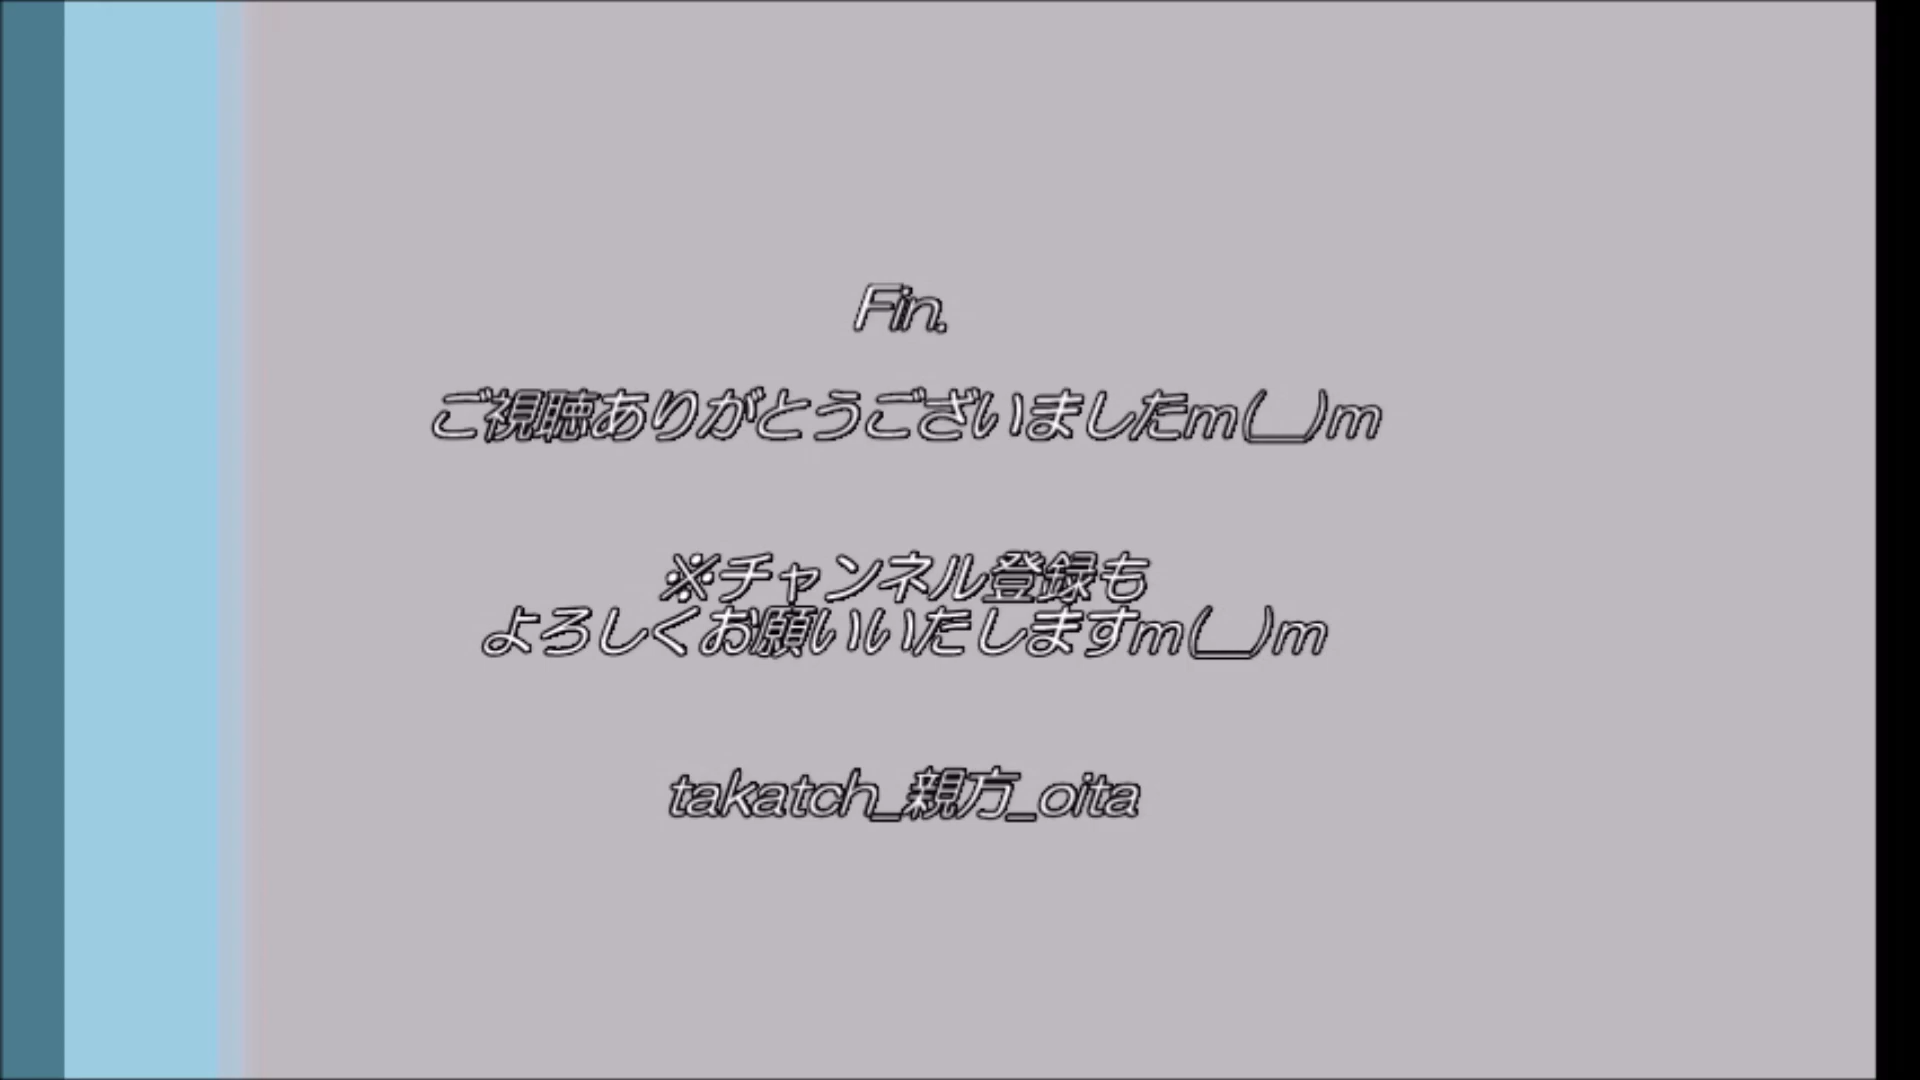 Fin.
ご視聴ありがとうございましたm(__)m
※チャンネル登録も
よろしくお願いいたしますm(__)m
takatch_親方_oita